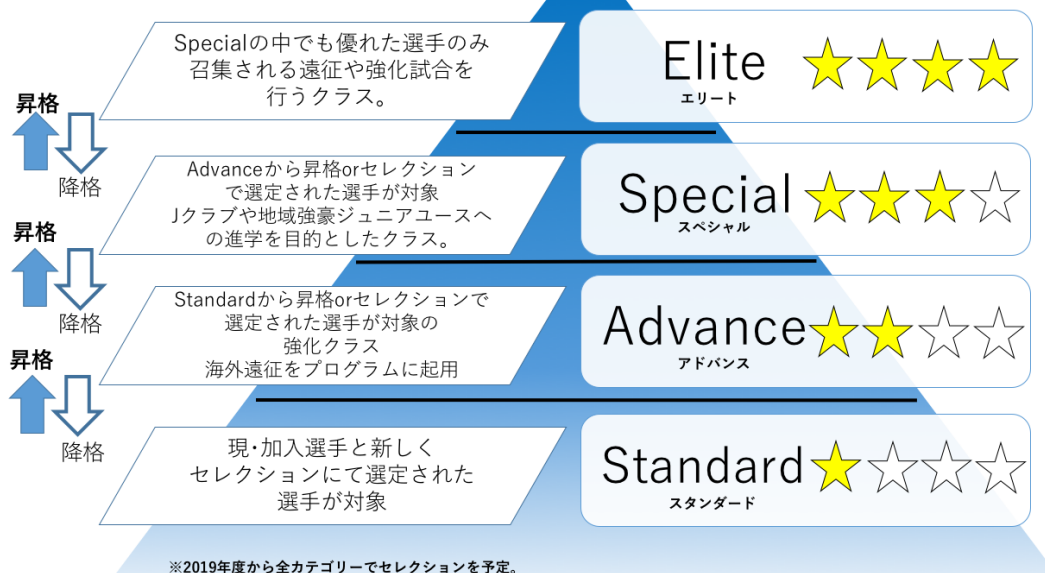 Specialの中でも優れた選手のみ
召集される遠征や強化試合を
行うクラス。
Elite
エリート
昇格
降格
Advanceから昇格orセレクション
で選定された選手が対象
Jクラブや地域強豪ジュニアユースへ
の進学を目的としたクラス。
Special
スペシャル
昇格
降格
Standardから昇格orセレクションで
選定された選手が対象の
強化クラス
海外遠征をプログラムに起用
Advance
アドバンス
昇格
降格
現・加入選手と新しく
セレクションにて選定された
選手が対象
Standard
スタンダード
※2019年度から全カテゴリーでセレクションを予定。